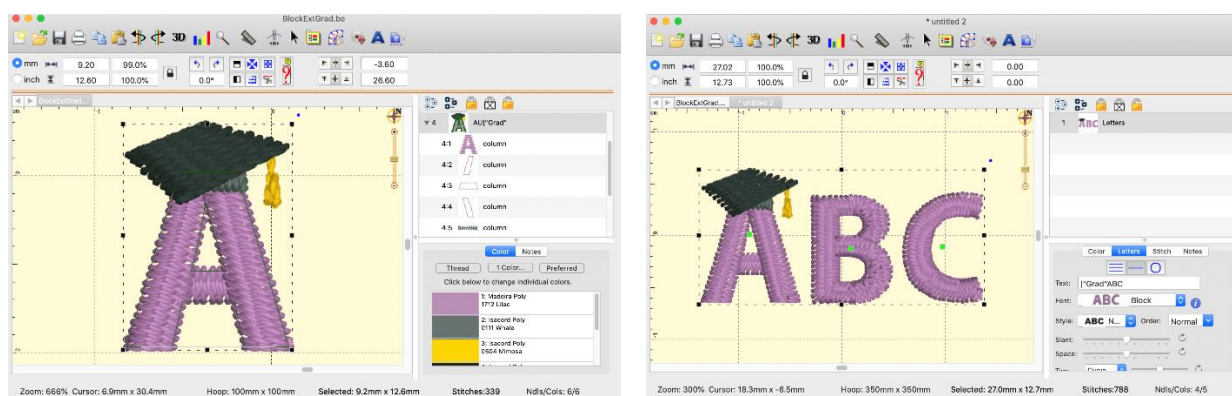 BlockExtGrad.be
3D
mm 9.20 99.0% -3.60
inch 12.60 100.0% 0.0° 26.60
BlockExtGrad...
N
4 AU|"Grad"
4:1 column
4:2 column
4:3 column
4:4 column
4:5 column
Color Notes
Thread 1 Color... Preferred
Click below to change individual colors.
1: Madeira Poly
1712 Lilac
2: Isacord Poly
0111 Whale
3: Isacord Poly
0504 Mimosa
Zoom: 666% Cursor: 6.9mm x 30.4mm Hoop: 100mm x 100mm Selected: 9.2mm x 12.6mm Stitches:339 Ndls/Cols: 6/6
* untitled 2
3D
mm 27.02 100.0% 0.00
inch 12.73 100.0% 0.0° 0.00
BlockExtGrad... * untitled 2
N
1 ABC Letters
ABC
Color Letters Stitch Notes
Text: |"Grad"ABC
Font: ABC Block
Style: ABC N... Order: Normal
Slant:
Space:
Zoom: 300% Cursor: 18.3mm x -6.5mm Hoop: 350mm x 350mm Selected: 27.0mm x 12.7mm Stitches:788 Ndls/Cols: 4/5